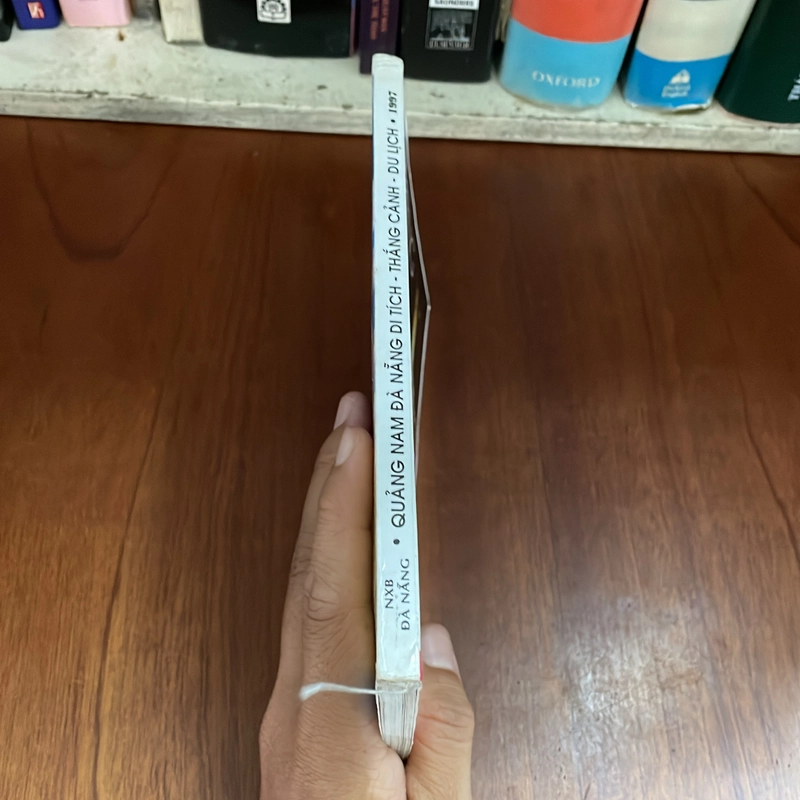 NXB
ĐÀ NẴNG
• QUẢNG NAM ĐÀ NẴNG DI TÍCH - THẮNG CẢNH - DU LỊCH • 1997
OXFORD